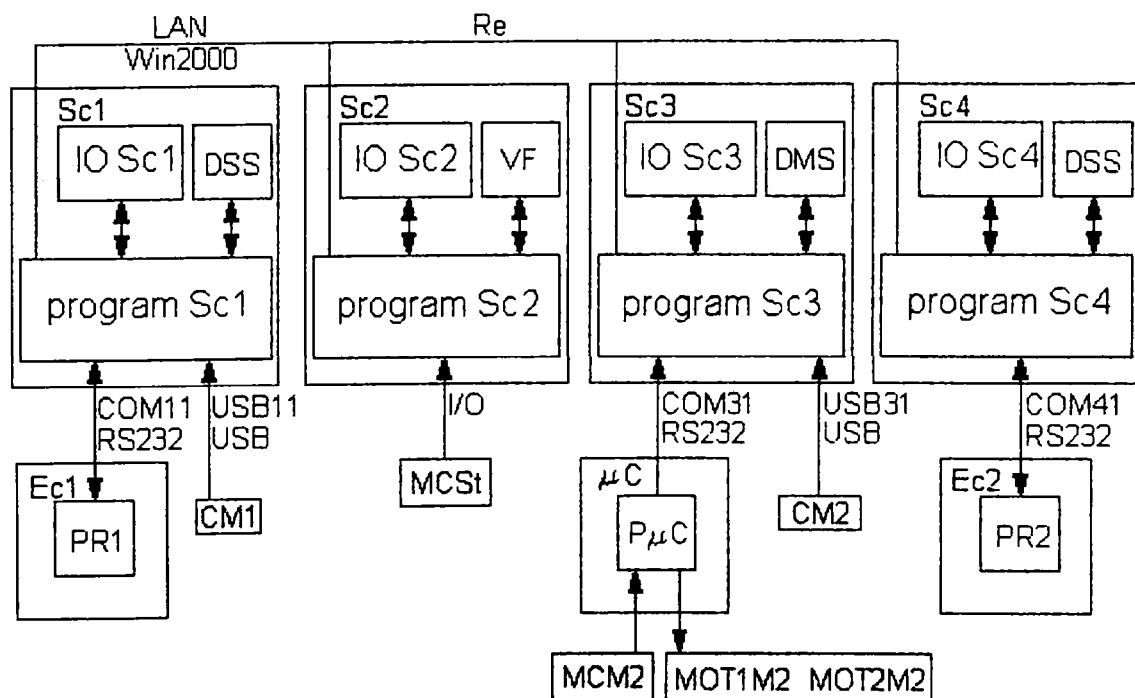 LAN Re
Win2000
Sc1 Sc2 Sc3 Sc4
IO Sc1 DSS IO Sc2 VF IO Sc3 DMS IO Sc4 DSS
program Sc1 program Sc2 program Sc3 program Sc4
COM11 USB11 I/O COM31 USB31 COM41
RS232 USB RS232 USB RS232
Ec1 MCSt μC Ec2
CM1 CM2
PR1 PμC PR2
MCM2 MOT1M2 MOT2M2